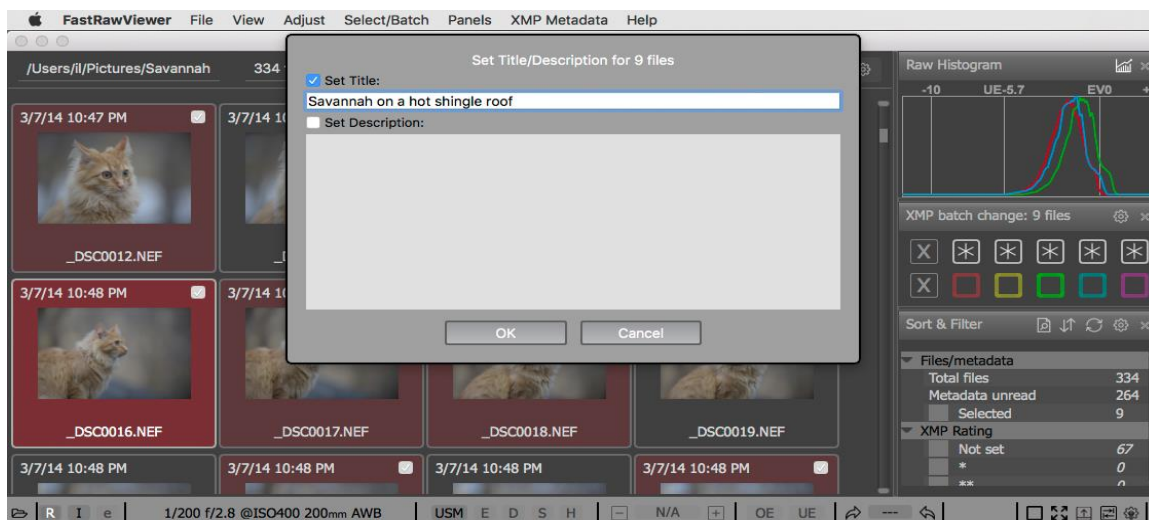 FastRawViewer File View Adjust Select/Batch Panels XMP Metadata Help
/Users/il/Pictures/Savannah 334
Set Title/Description for 9 files
Set Title:
Savannah on a hot shingle roof
Set Description:
OK Cancel
3/7/14 10:47 PM 3/7/14
_DSC0012.NEF
3/7/14 10:48 PM 3/7/14
_DSC0016.NEF _DSC0017.NEF _DSC0018.NEF _DSC0019.NEF
3/7/14 10:48 PM 3/7/14 10:48 PM 3/7/14 10:48 PM 3/7/14 10:48 PM
Raw Histogram
-10 UE-5.7 EV0 +
XMP batch change: 9 files
X * * * * *
X
Sort & Filter
Files/metadata
Total files 334
Metadata unread 264
Selected 9
XMP Rating
Not set 67
* 0
** 0
R I e 1/200 f/2.8 @ISO400 200mm AWB USM E D S H − N/A + OE UE ---